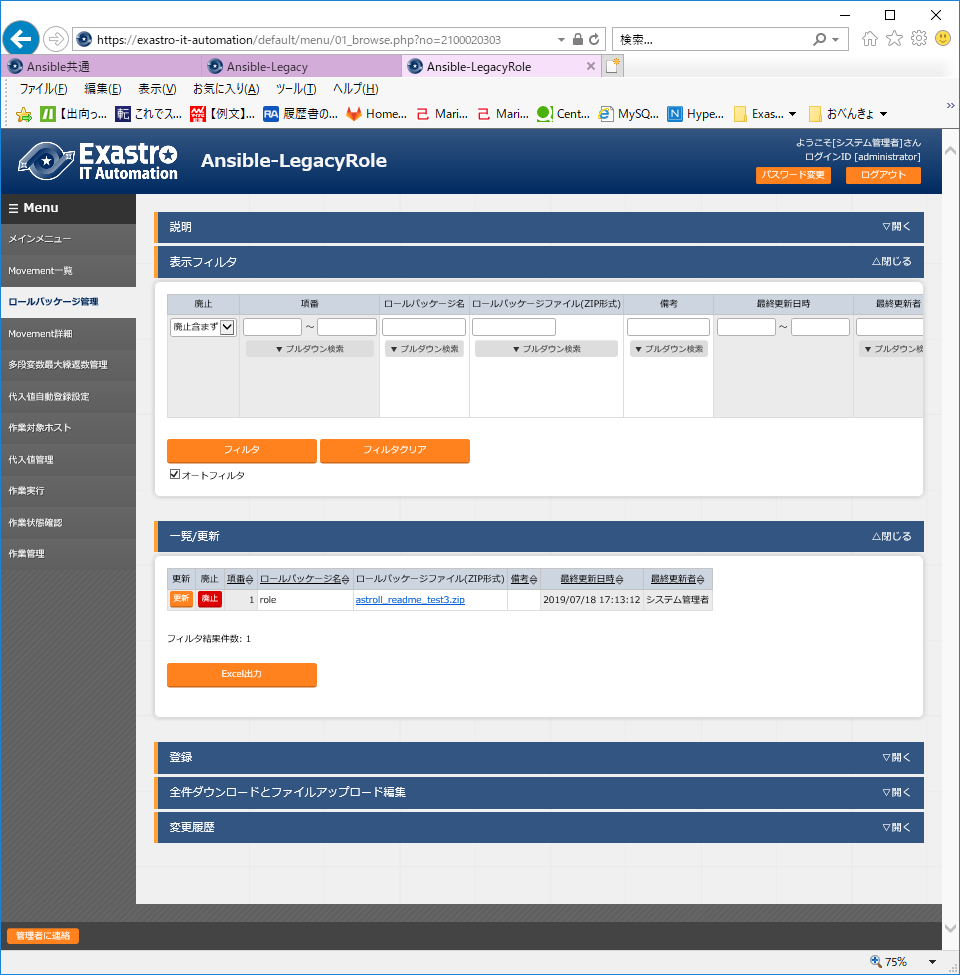 https://exastro-it-automation/default/menu/01_browse.php?no=2100020303
検索...
Ansible共通
Ansible-Legacy
Ansible-LegacyRole
ファイル(F) 編集(E) 表示(V) お気に入り(A) ツール(T) ヘルプ(H)
【出向っ... これでス... 【例文】... 履歴書の... Home... Mari... Mari... Cent... MySQ... Hype... Exas... おべんきょ
Exastro
IT Automation
Ansible-LegacyRole
ようこそ[システム管理者]さん
ログインID [administrator]
パスワード変更 ログアウト
☰ Menu
メインメニュー
Movement一覧
ロールパッケージ管理
Movement詳細
多段変数最大繰返数管理
代入値自動登録設定
作業対象ホスト
代入値管理
作業実行
作業状態確認
作業管理
説明 ▽開く
表示フィルタ △閉じる
廃止 項番 ロールパッケージ名 ロールパッケージファイル(ZIP形式) 備考 最終更新日時 最終更新者
廃止含まず ～ ～
▼プルダウン検索 ▼プルダウン検索 ▼プルダウン検索 ▼プルダウン検索 ▼プルダウン検
フィルタ フィルタクリア
オートフィルタ
一覧/更新 △閉じる
更新 廃止 項番 ロールパッケージ名 ロールパッケージファイル(ZIP形式) 備考 最終更新日時 最終更新者
更新 廃止 1 role astroll_readme_test3.zip 2019/07/18 17:13:12 システム管理者
フィルタ結果件数: 1
Excel出力
登録 ▽開く
全件ダウンロードとファイルアップロード編集 ▽開く
変更履歴 ▽開く
管理者に連絡
75%